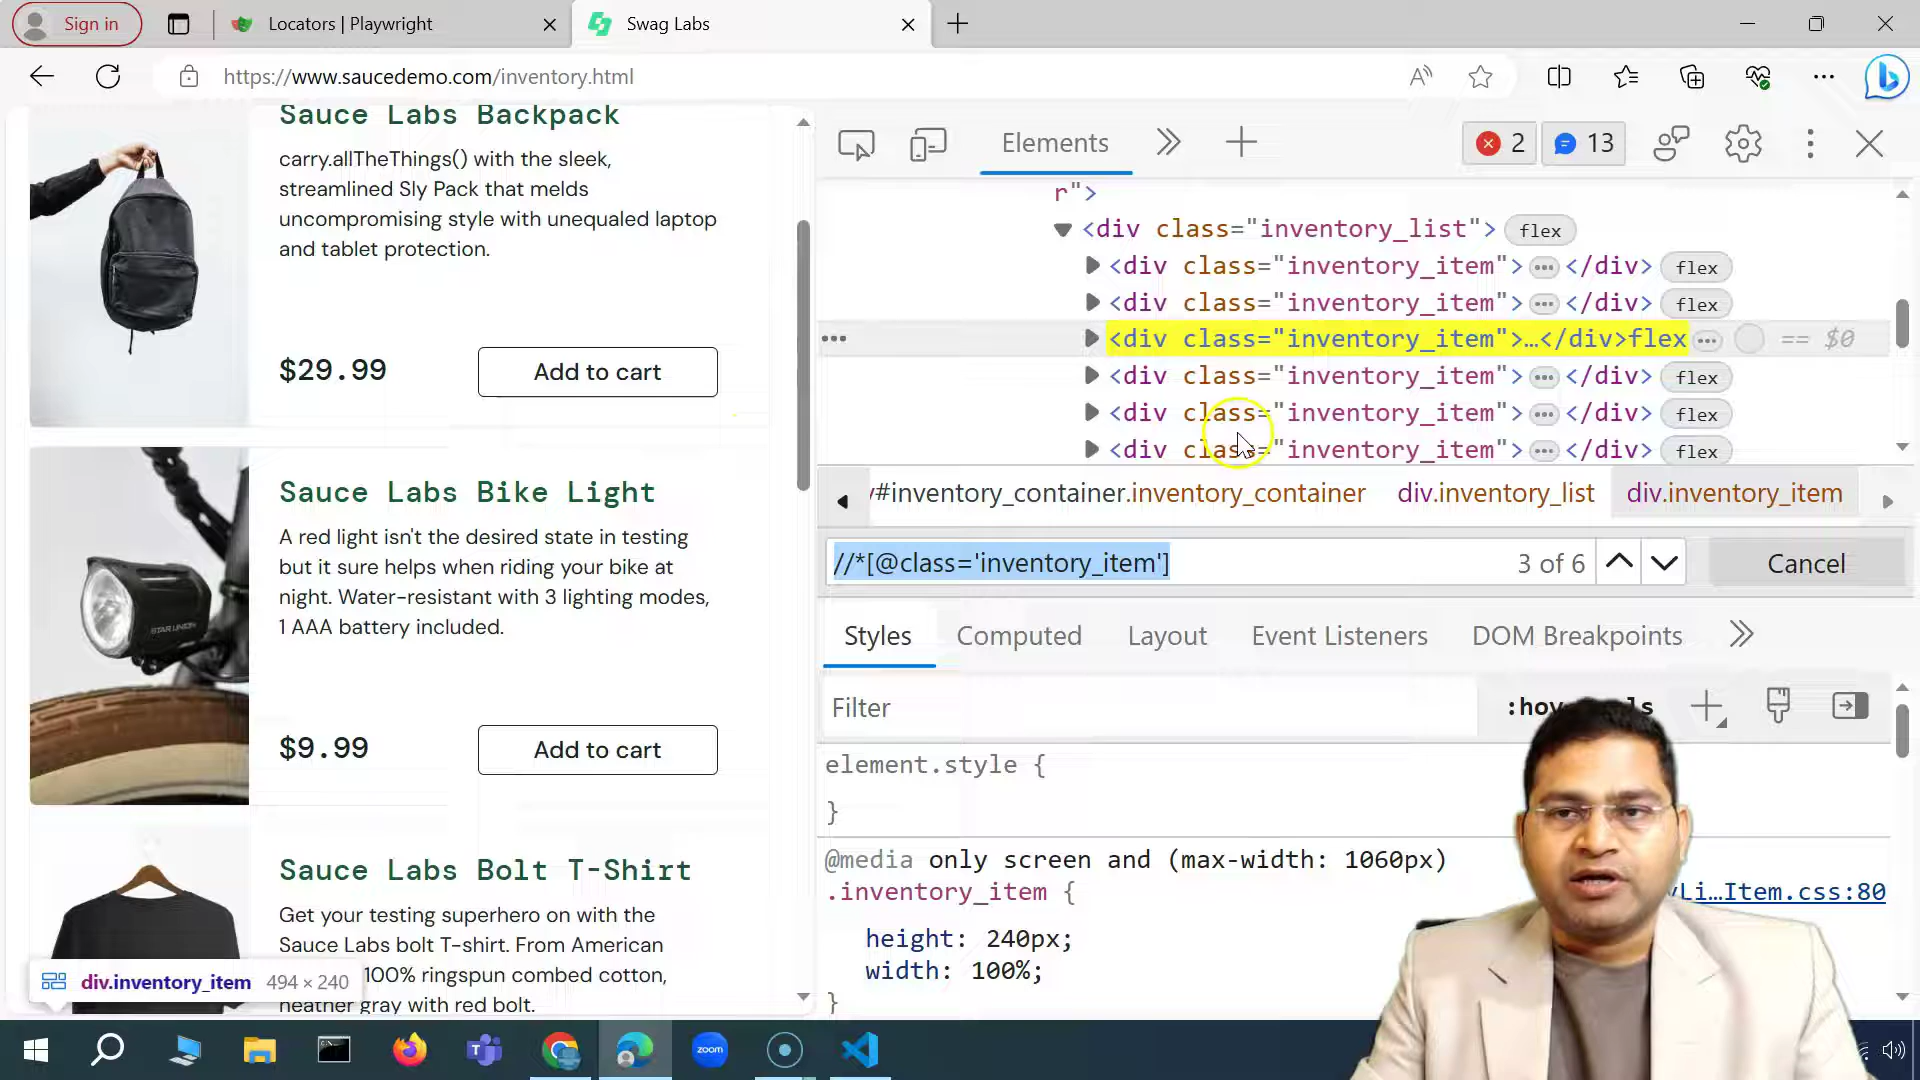 Sign in
Locators | Playwright
Swag Labs
https://www.saucedemo.com/inventory.html
Sauce Labs Backpack
carry.allTheThings() with the sleek,
streamlined Sly Pack that melds
uncompromising style with unequaled laptop
and tablet protection.
$29.99
Add to cart
Sauce Labs Bike Light
A red light isn't the desired state in testing
but it sure helps when riding your bike at
night. Water-resistant with 3 lighting modes,
1 AAA battery included.
$9.99
Add to cart
Sauce Labs Bolt T-Shirt
Get your testing superhero on with the
Sauce Labs bolt T-shirt. From American
100% ringspun combed cotton,
heather gray with red bolt.
div.inventory_item 494 × 240
Elements
2
13
r">
<div class="inventory_list"> flex
<div class="inventory_item"> … </div> flex
<div class="inventory_item"> … </div> flex
<div class="inventory_item">…</div>flex … == $0
<div class="inventory_item"> … </div> flex
<div class="inventory_item"> … </div> flex
<div class="inventory_item"> … </div> flex
y#inventory_container.inventory_container div.inventory_list div.inventory_item
//*[@class='inventory_item'] 3 of 6 Cancel
Styles Computed Layout Event Listeners DOM Breakpoints
Filter :hov .cls
element.style {
}
@media only screen and (max-width: 1060px)
.inventory_item {
yLi…Item.css:80
height: 240px;
width: 100%;
}
zoom